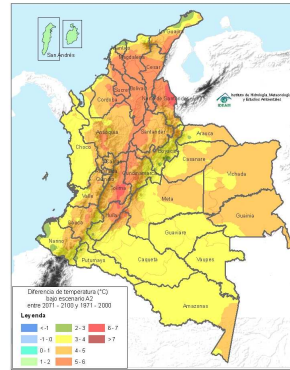 San Andrés
La Guajira
Magdalena
Cesar
Sucre
Bolívar
Córdoba
Norte de Santander
Instituto de Hidrología, Meteorología
y Estudios Ambientales
IDEAM
Antioquia
Santander
Arauca
Chocó
Boyacá
Casanare
Cundinamarca
Vichada
Tolima
Valle
Meta
Guainía
Huila
Cauca
Guaviare
Nariño
Putumayo
Caquetá
Vaupés
Amazonas
Diferencia de temperatura (°C)
bajo escenario A2
entre 2071 - 2100 y 1971 - 2000
Leyenda
<-1
2 - 3
6 - 7
-1 - 0
3 - 4
>7
0 - 1
4 - 5
1 - 2
5 - 6